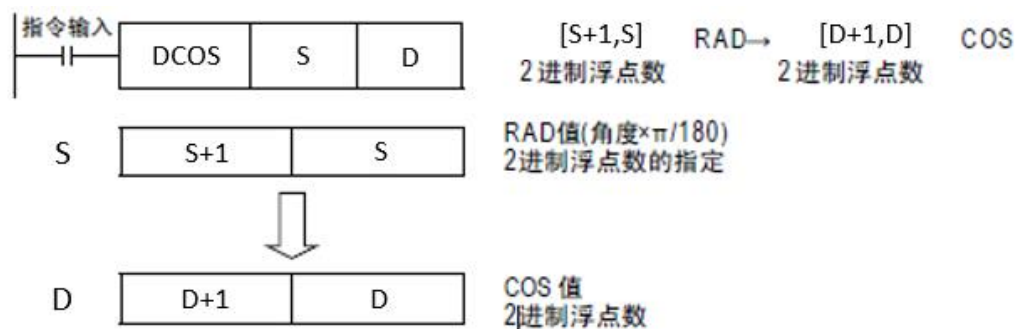 指令输入
DCOS S D
[S+1,S] RAD→ [D+1,D] COS
2进制浮点数 2进制浮点数
S S+1 S RAD值(角度×π/180)
2进制浮点数的指定
D D+1 D COS 值
2进制浮点数